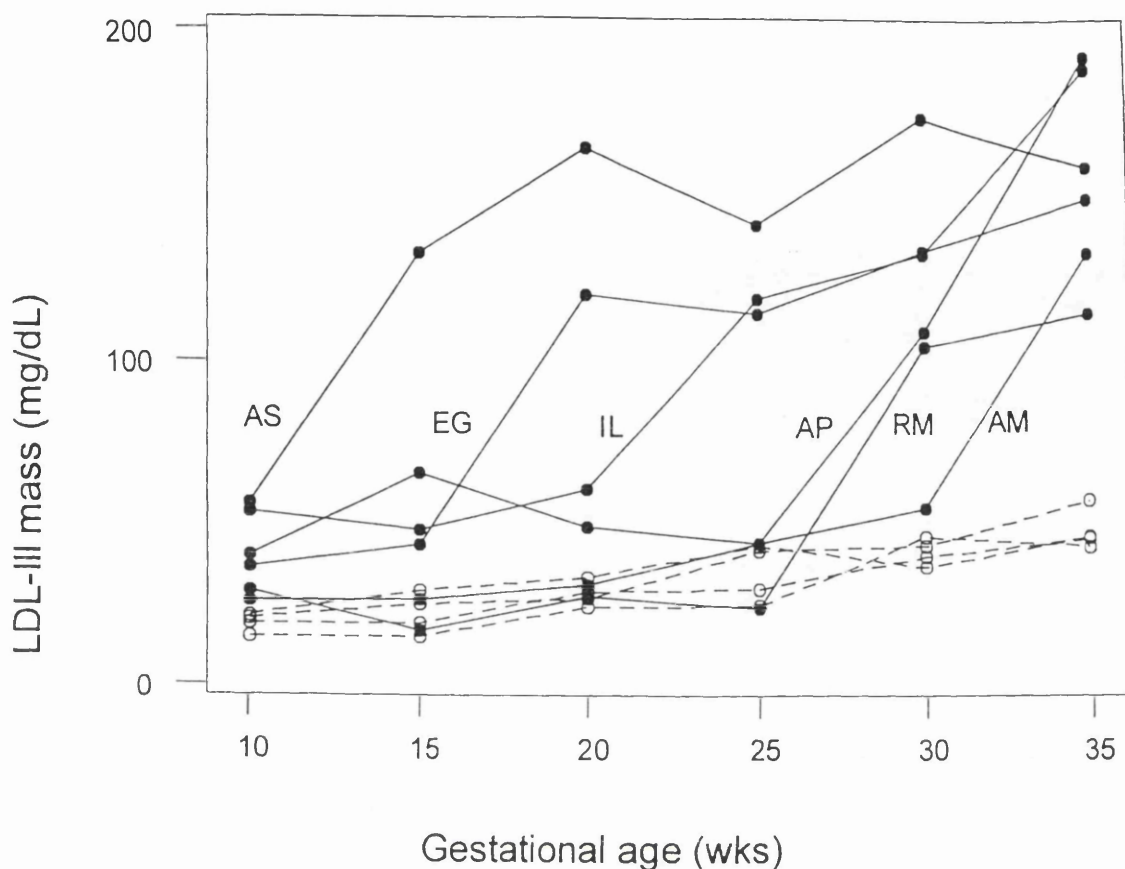 200
100
0
LDL-III mass (mg/dL)
AS
EG
IL
AP
RM
AM
10 15 20 25 30 35
Gestational age (wks)